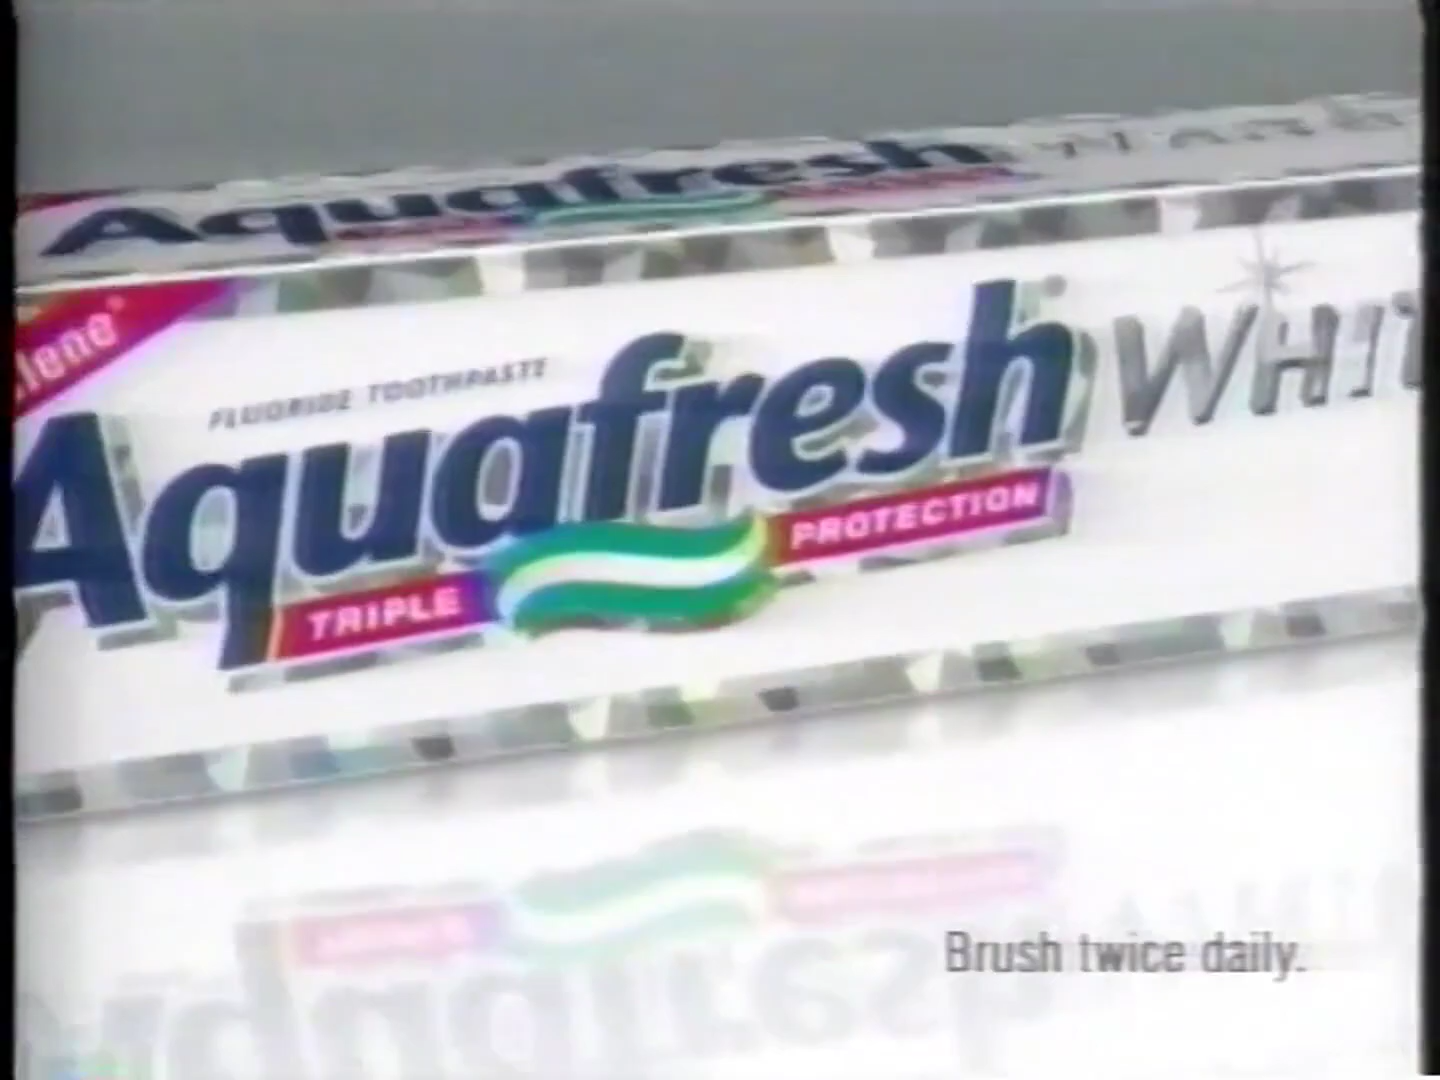 Aquafresh
FLUORIDE TOOTHPASTE
Aquafresh
TRIPLE PROTECTION
Brush twice daily.